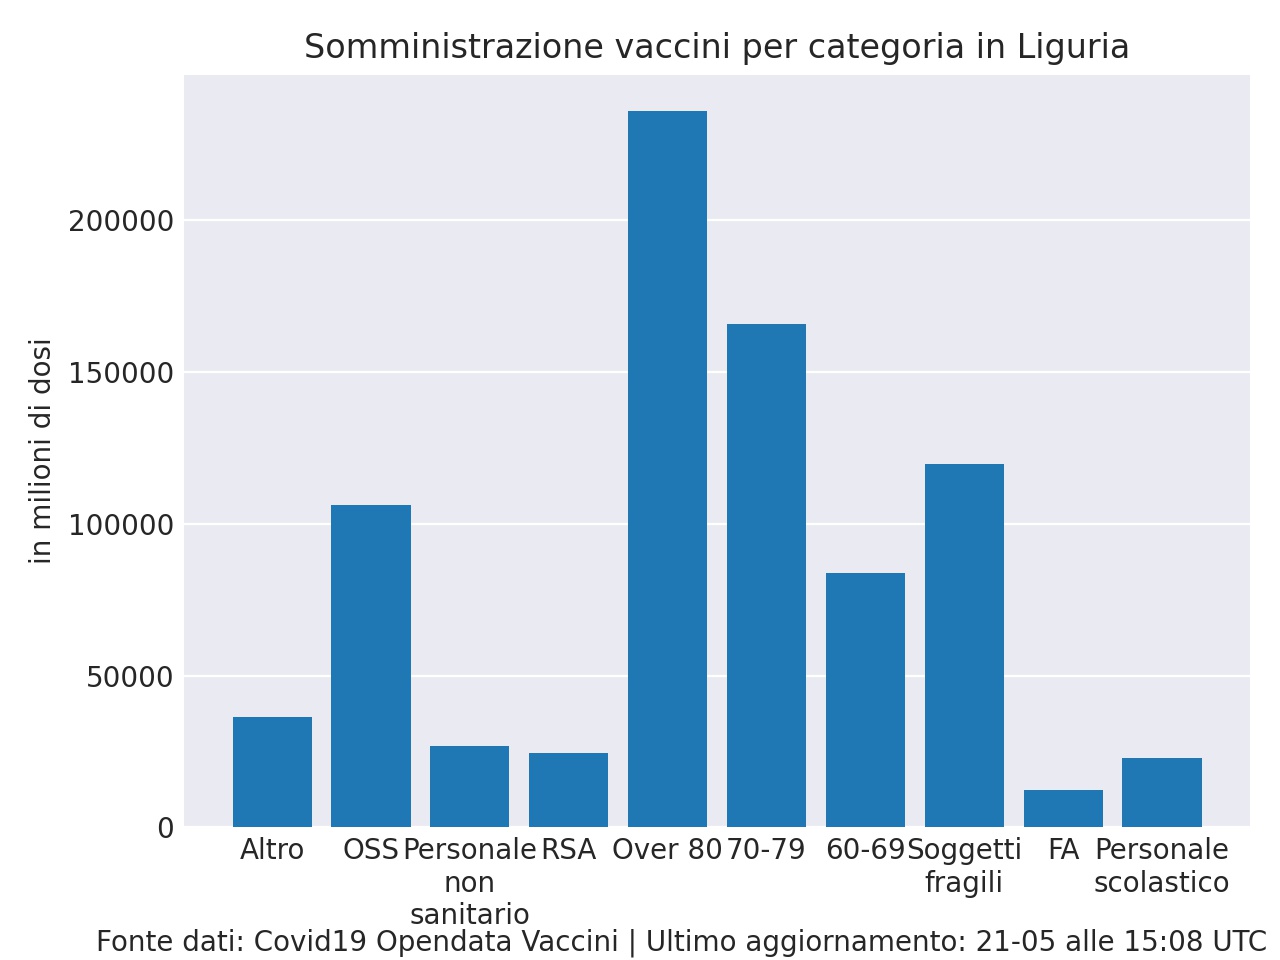 Somministrazione vaccini per categoria in Liguria
in milioni di dosi
200000
150000
100000
50000
0
Altro
OSS
Personale
non
sanitario
RSA
Over 80
70-79
60-69
Soggetti
fragili
FA
Personale
scolastico
Fonte dati: Covid19 Opendata Vaccini | Ultimo aggiornamento: 21-05 alle 15:08 UTC